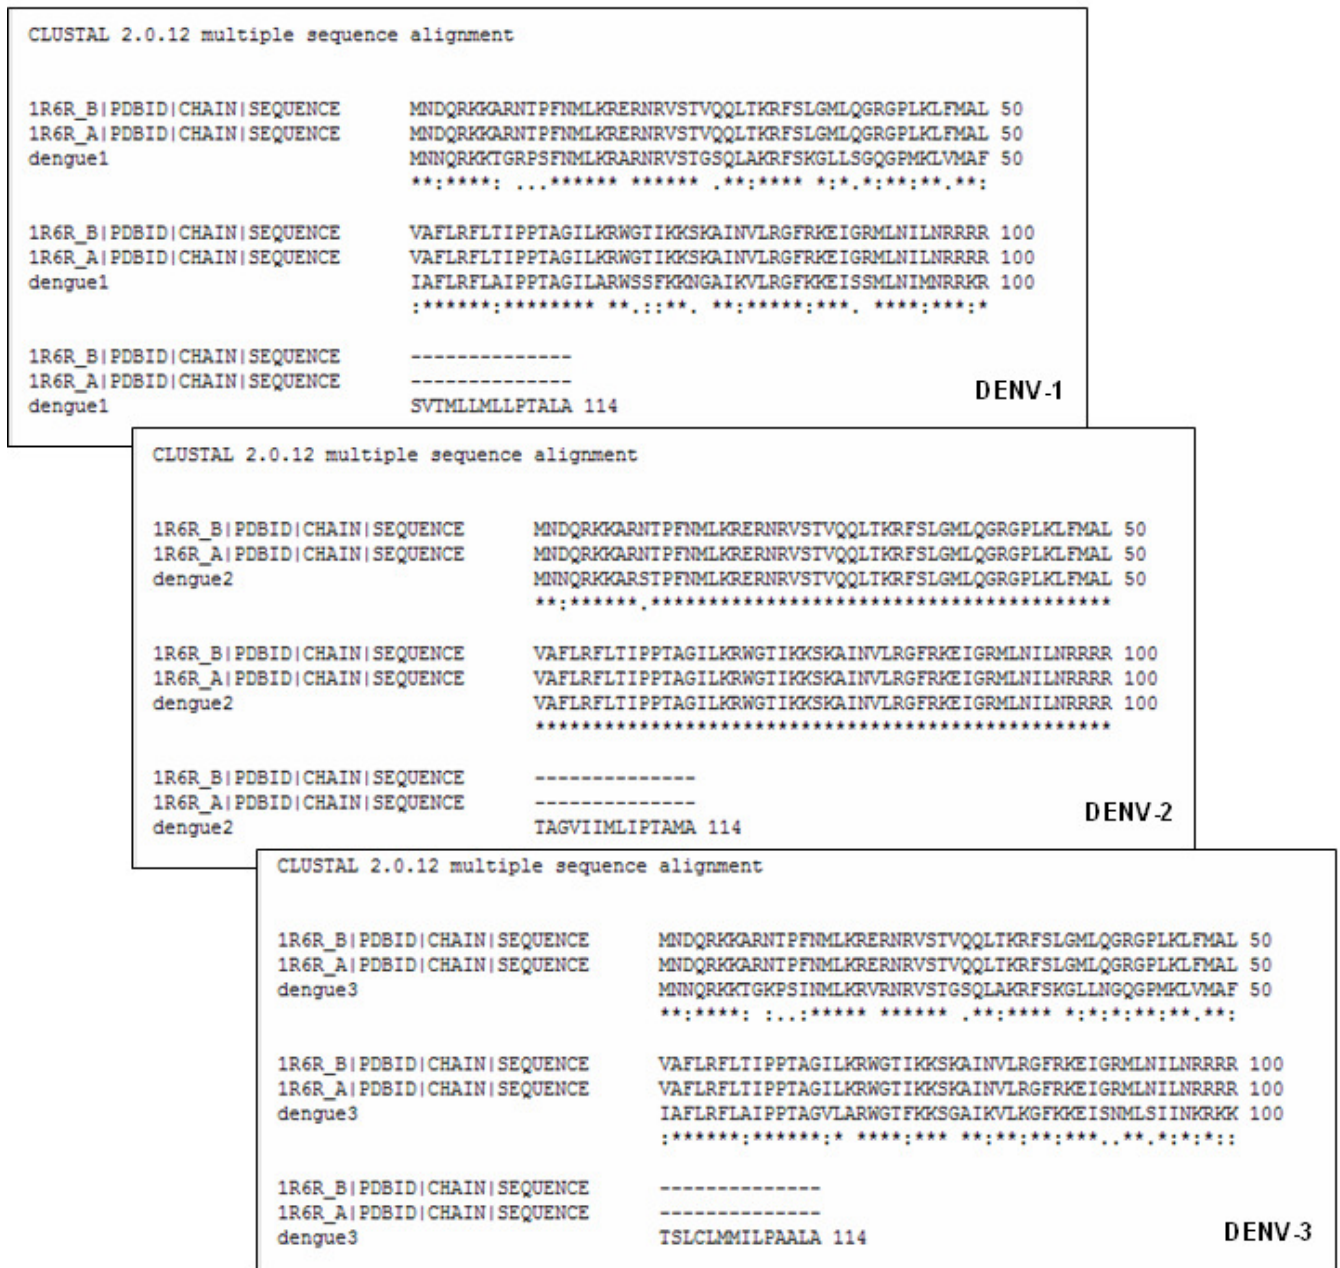 CLUSTAL 2.0.12 multiple sequence alignment
1R6R_B|PDBID|CHAIN|SEQUENCE MNDQRKKARNTPFNMLKRERNRVSTVQQLTKRFSLGMLQGRGPLKLFMAL 50
1R6R_A|PDBID|CHAIN|SEQUENCE MNDQRKKARNTPFNMLKRERNRVSTVQQLTKRFSLGMLQGRGPLKLFMAL 50
dengue1 MNNQRKKTGRPSFNMLKRARNRVSTGSQLAKRFSKGLLSGQGPMKLVMAF 50
**:****: ...****** ****** .**:**** *:*.*:**:**.**:
1R6R_B|PDBID|CHAIN|SEQUENCE VAFLRFLTIPPTAGILKRWGTIKKSKAINVLRGFRKEIGRMLNILNRRRR 100
1R6R_A|PDBID|CHAIN|SEQUENCE VAFLRFLTIPPTAGILKRWGTIKKSKAINVLRGFRKEIGRMLNILNRRRR 100
dengue1 IAFLRFLAIPPTAGILARWSSFKKNGAIKVLRGFKKEISSMLNIMNRRKR 100
:******:******** **.::**. **:*****:***. ****:***:*
1R6R_B|PDBID|CHAIN|SEQUENCE --------------
1R6R_A|PDBID|CHAIN|SEQUENCE --------------
dengue1 SVTMLLMLLPTALA 114
DENV-1
CLUSTAL 2.0.12 multiple sequence alignment
1R6R_B|PDBID|CHAIN|SEQUENCE MNDQRKKARNTPFNMLKRERNRVSTVQQLTKRFSLGMLQGRGPLKLFMAL 50
1R6R_A|PDBID|CHAIN|SEQUENCE MNDQRKKARNTPFNMLKRERNRVSTVQQLTKRFSLGMLQGRGPLKLFMAL 50
dengue2 MNNQRKKARSTPFNMLKRERNRVSTVQQLTKRFSLGMLQGRGPLKLFMAL 50
**:******.****************************************
1R6R_B|PDBID|CHAIN|SEQUENCE VAFLRFLTIPPTAGILKRWGTIKKSKAINVLRGFRKEIGRMLNILNRRRR 100
1R6R_A|PDBID|CHAIN|SEQUENCE VAFLRFLTIPPTAGILKRWGTIKKSKAINVLRGFRKEIGRMLNILNRRRR 100
dengue2 VAFLRFLTIPPTAGILKRWGTIKKSKAINVLRGFRKEIGRMLNILNRRRR 100
**************************************************
1R6R_B|PDBID|CHAIN|SEQUENCE --------------
1R6R_A|PDBID|CHAIN|SEQUENCE --------------
dengue2 TAGVIIMLIPTAMA 114
DENV-2
CLUSTAL 2.0.12 multiple sequence alignment
1R6R_B|PDBID|CHAIN|SEQUENCE MNDQRKKARNTPFNMLKRERNRVSTVQQLTKRFSLGMLQGRGPLKLFMAL 50
1R6R_A|PDBID|CHAIN|SEQUENCE MNDQRKKARNTPFNMLKRERNRVSTVQQLTKRFSLGMLQGRGPLKLFMAL 50
dengue3 MNNQRKKTGKPSINMLKRVRNRVSTGSQLAKRFSKGLLNGQGPMKLVMAF 50
**:****: :..:***** ****** .**:**** *:*:*:**:**.**:
1R6R_B|PDBID|CHAIN|SEQUENCE VAFLRFLTIPPTAGILKRWGTIKKSKAINVLRGFRKEIGRMLNILNRRRR 100
1R6R_A|PDBID|CHAIN|SEQUENCE VAFLRFLTIPPTAGILKRWGTIKKSKAINVLRGFRKEIGRMLNILNRRRR 100
dengue3 IAFLRFLAIPPTAGVLARWGTFKKSGAIKVLKGFKKEISNMLSIINKRKK 100
:******:******:* ****:*** **:**:**:***..**.*:*:*::
1R6R_B|PDBID|CHAIN|SEQUENCE --------------
1R6R_A|PDBID|CHAIN|SEQUENCE --------------
dengue3 TSLCLMMILPAALA 114
DENV-3